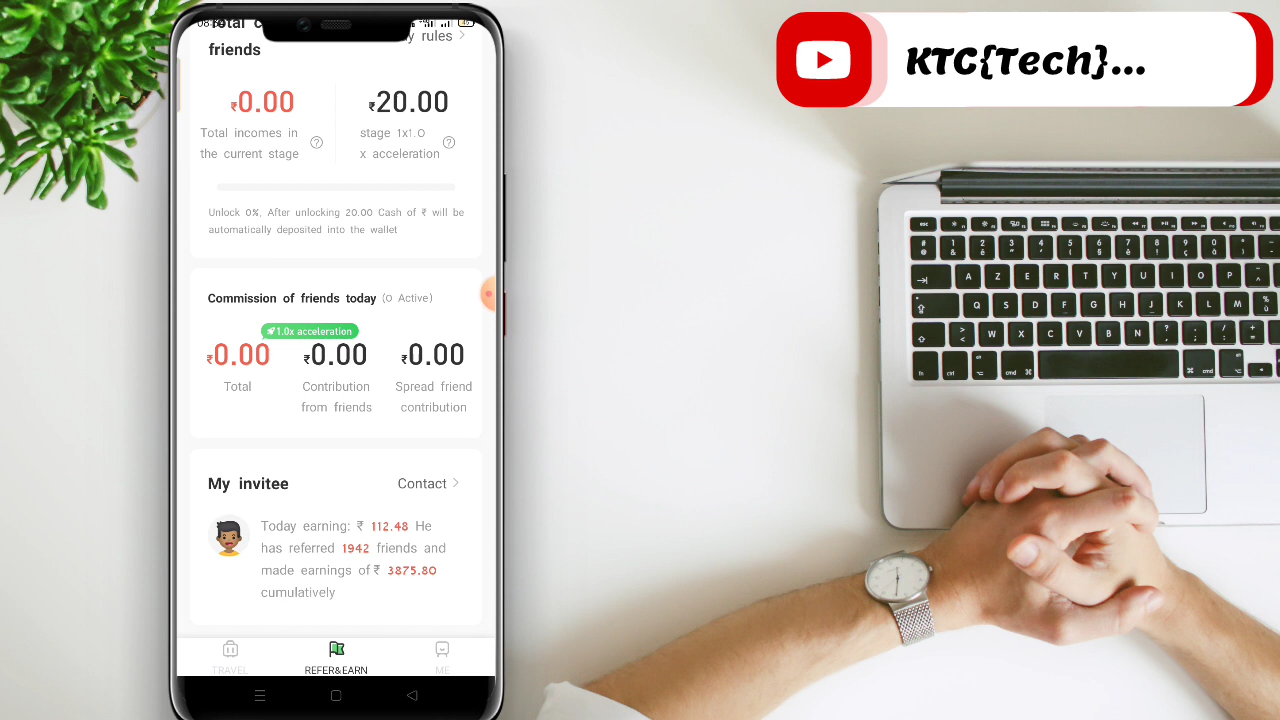 friends
y rules
₹0.00
₹20.00
Total incomes in
the current stage
stage 1x1.0
x acceleration
Unlock 0%, After unlocking 20.00 Cash of ₹ will be
automatically deposited into the wallet
Commission of friends today (0 Active)
1.0x acceleration
₹0.00
₹0.00
₹0.00
Total
Contribution
from friends
Spread friend
contribution
My invitee
Contact
Today earning: ₹ 112.48 He
has referred 1942 friends and
made earnings of ₹ 3875.80
cumulatively
TRAVEL
REFER&EARN
ME
KTC{Tech}...